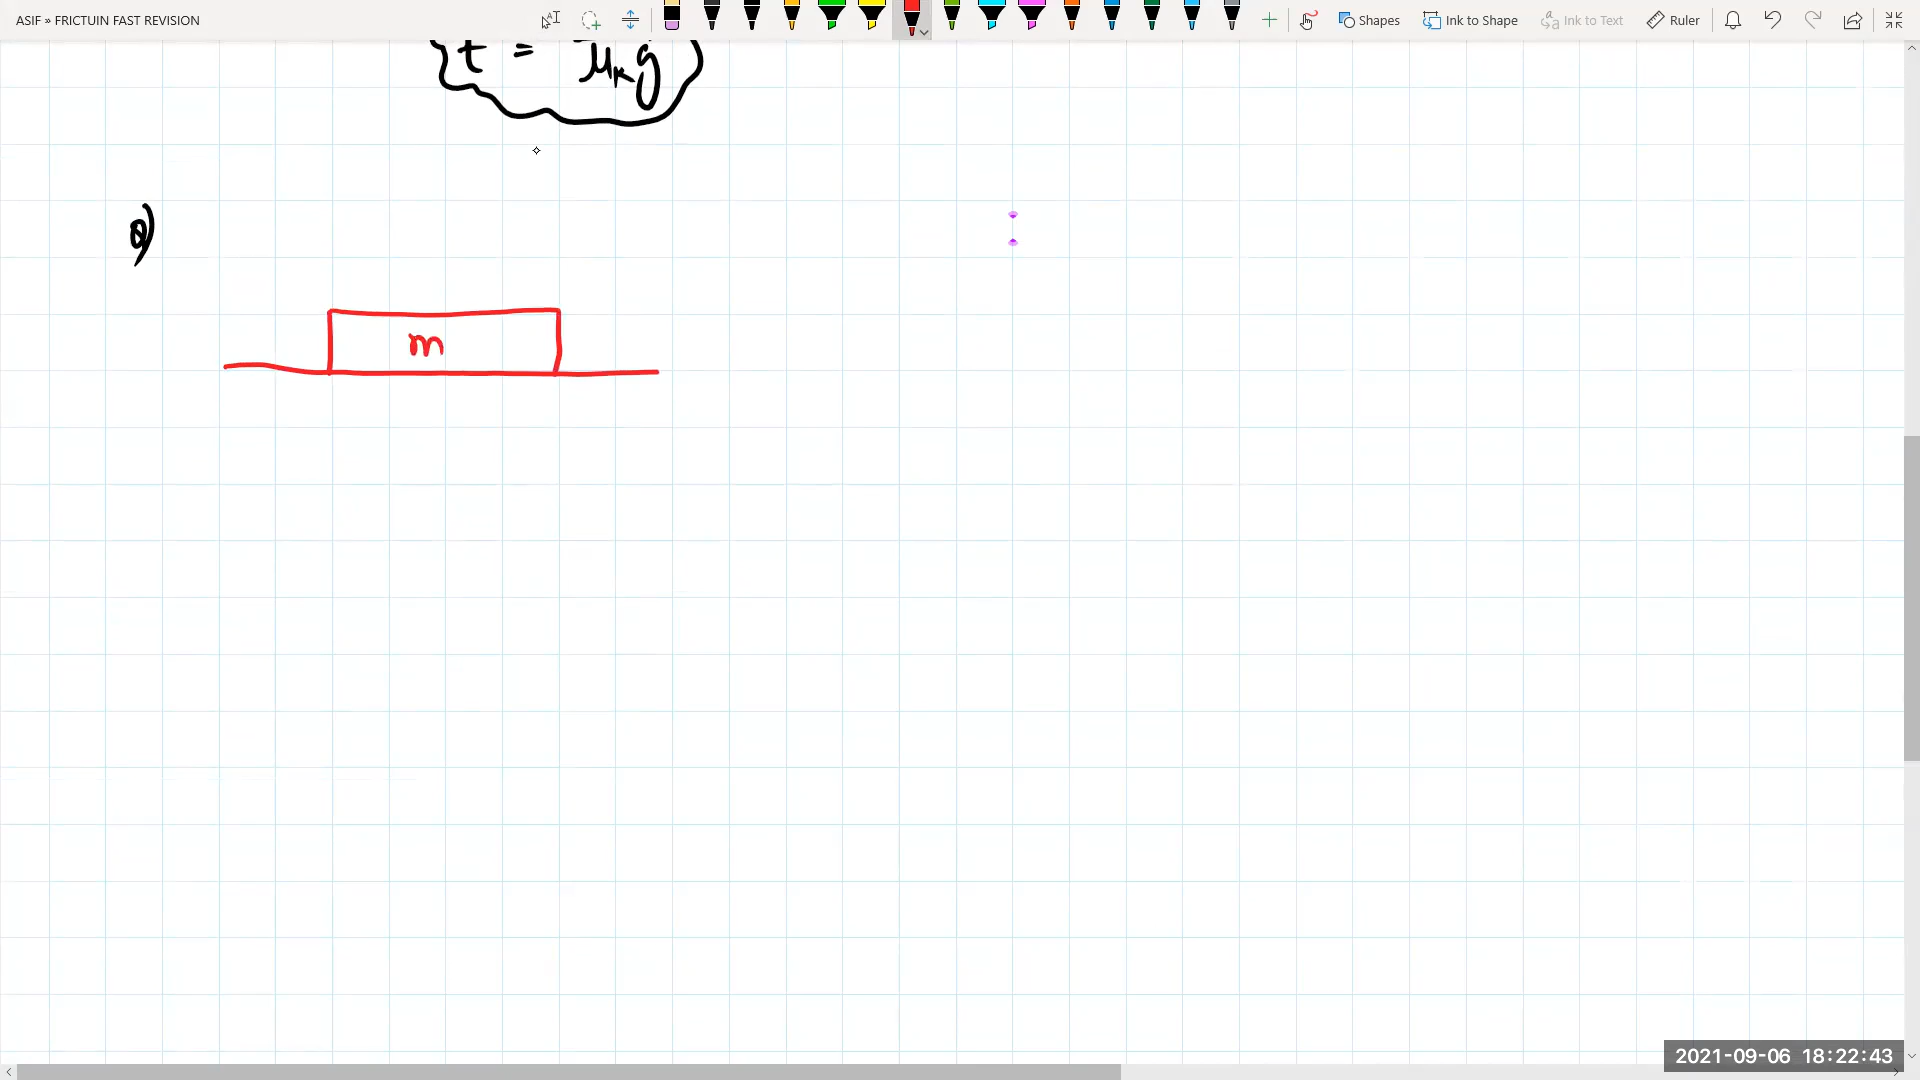 ASIF » FRICTUIN FAST REVISION
Shapes
Ink to Shape
Ink to Text
Ruler
t = μₖg
Q)
m
2021-09-06 18:22:43